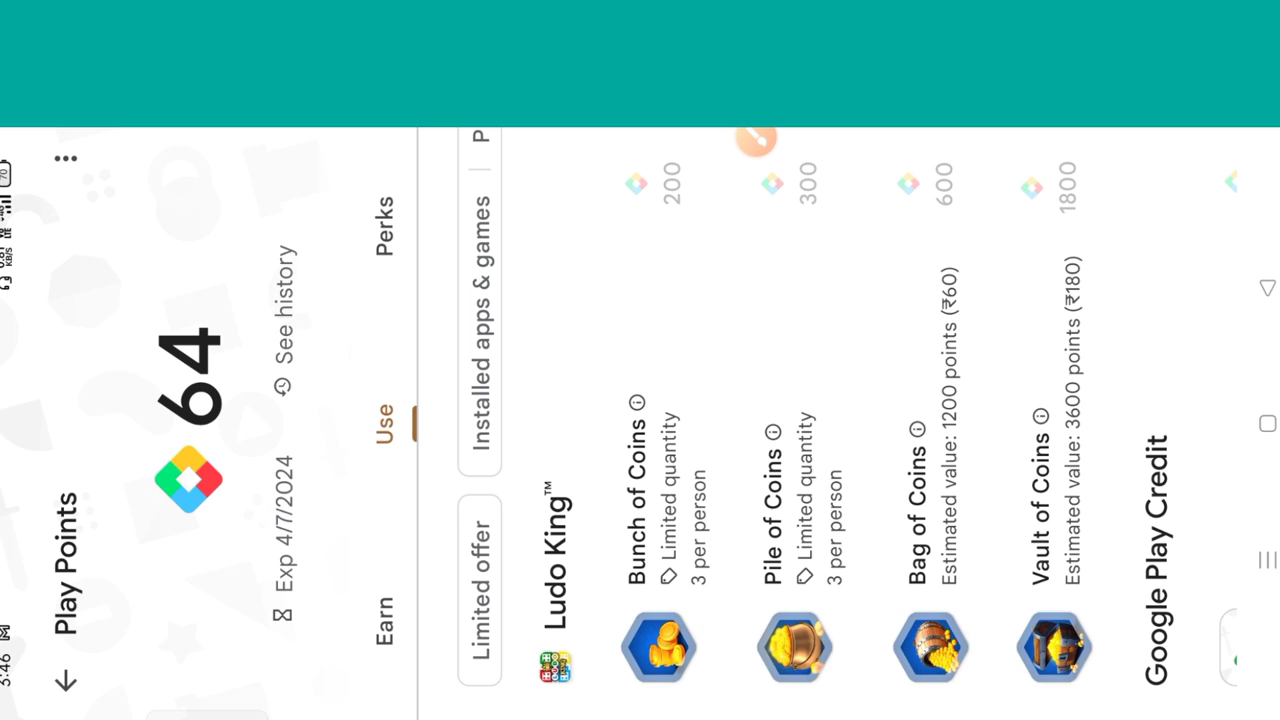 3:46
Play Points
64
Exp 4/7/2024 See history
Earn Use Perks
Limited offer Installed apps & games P
Ludo King™
Bunch of Coins
200
Limited quantity
3 per person
Pile of Coins
300
Limited quantity
3 per person
Bag of Coins
600
Estimated value: 1200 points (₹60)
Vault of Coins
1800
Estimated value: 3600 points (₹180)
Google Play Credit